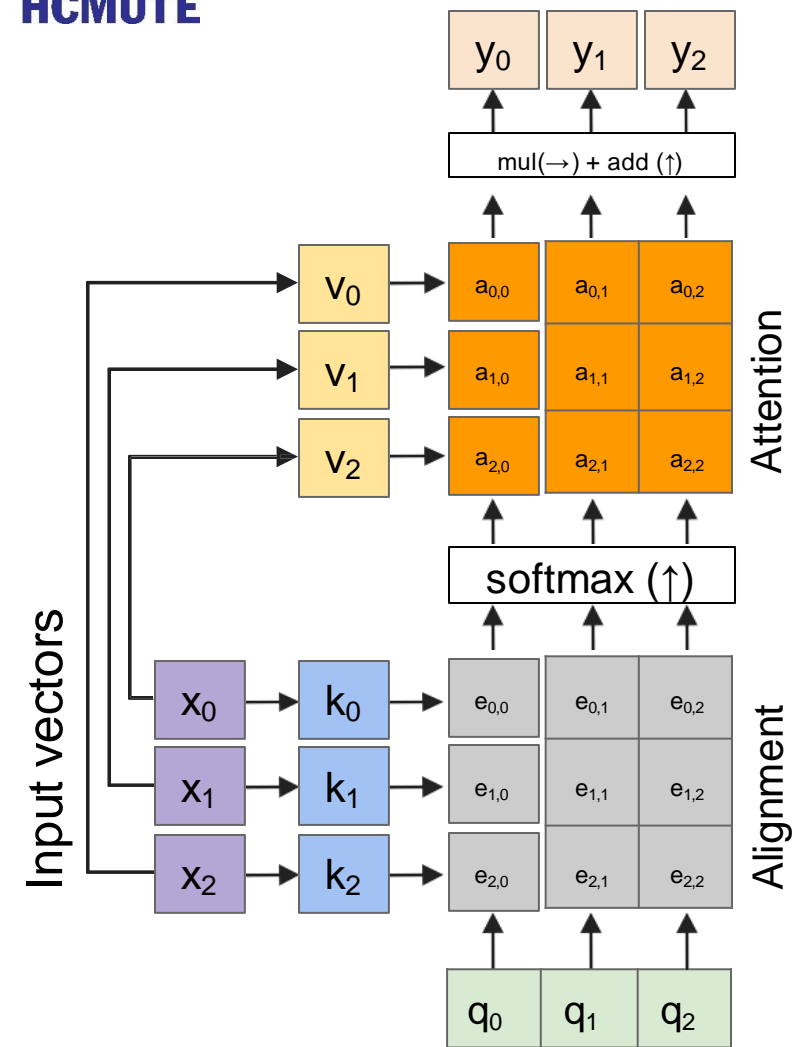 HCMUTE
y₀ y₁ y₂
mul(→) + add (↑)
v₀ a₀,₀ a₀,₁ a₀,₂
v₁ a₁,₀ a₁,₁ a₁,₂
v₂ a₂,₀ a₂,₁ a₂,₂
Attention
softmax (↑)
Input vectors
x₀ k₀ e₀,₀ e₀,₁ e₀,₂
x₁ k₁ e₁,₀ e₁,₁ e₁,₂
x₂ k₂ e₂,₀ e₂,₁ e₂,₂
Alignment
q₀ q₁ q₂